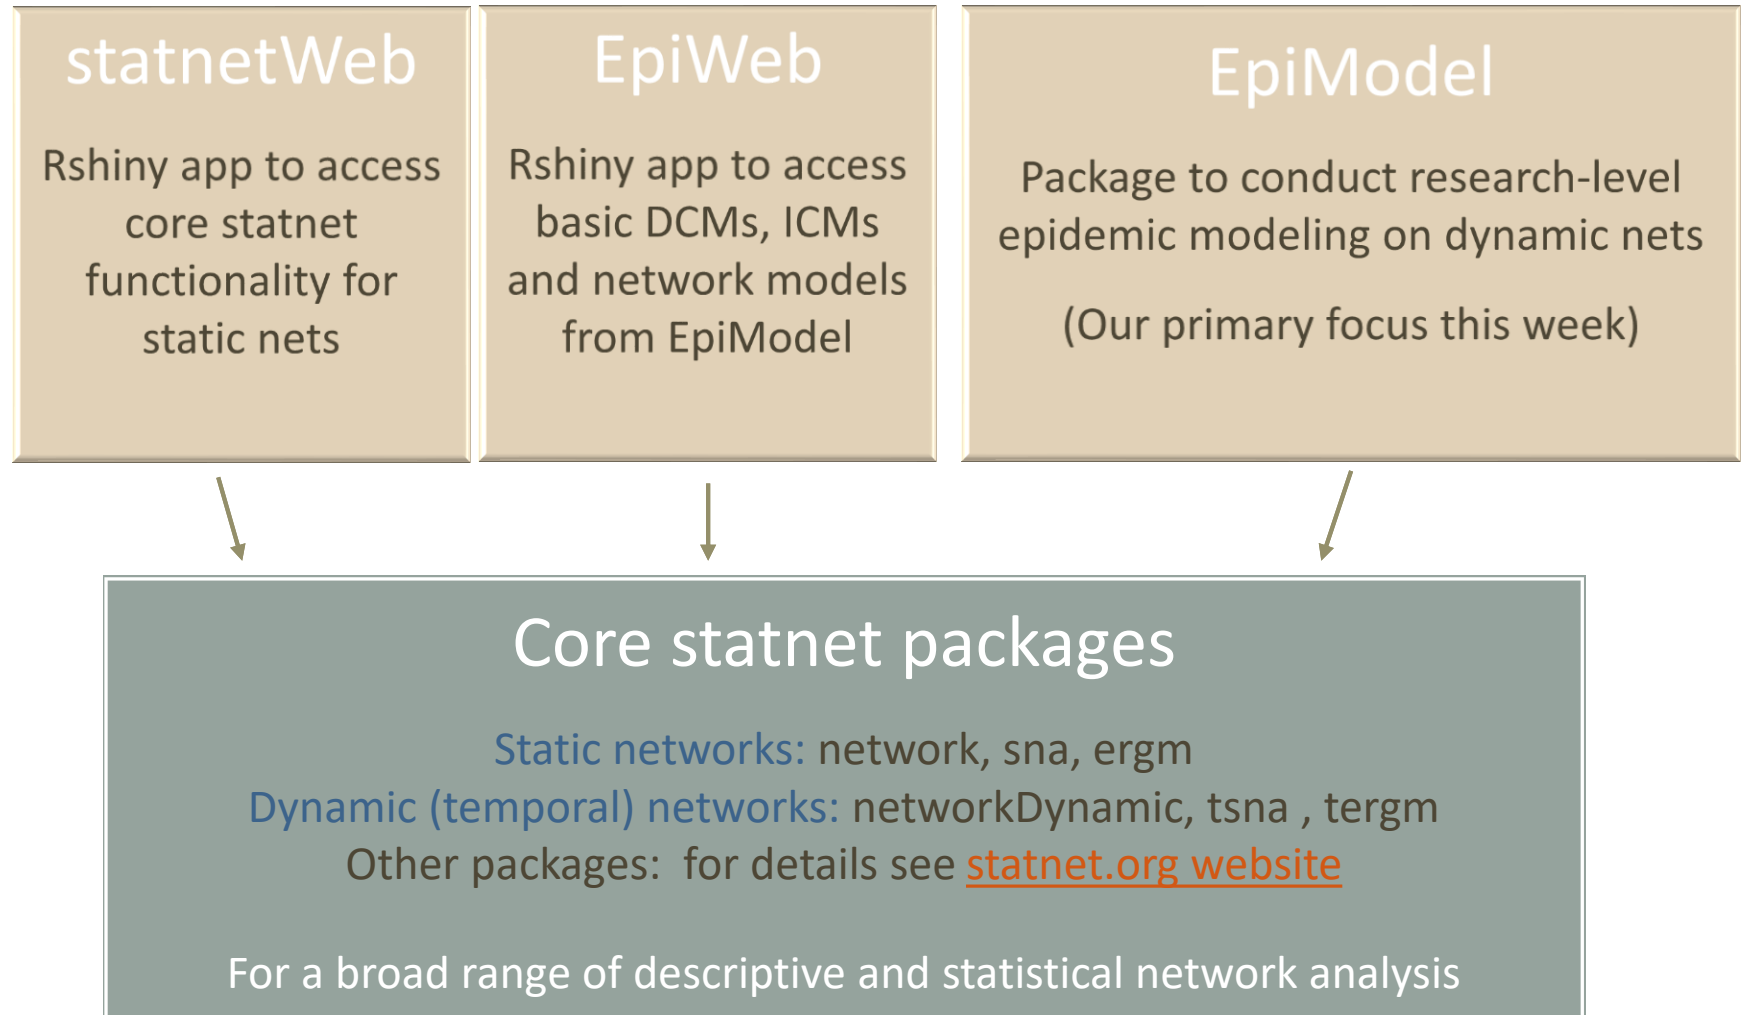 statnetWeb
Rshiny app to access
core statnet
functionality for
static nets
EpiWeb
Rshiny app to access
basic DCMs, ICMs
and network models
from EpiModel
EpiModel
Package to conduct research-level
epidemic modeling on dynamic nets
(Our primary focus this week)
Core statnet packages
Static networks: network, sna, ergm
Dynamic (temporal) networks: networkDynamic, tsna , tergm
Other packages:  for details see statnet.org website
For a broad range of descriptive and statistical network analysis